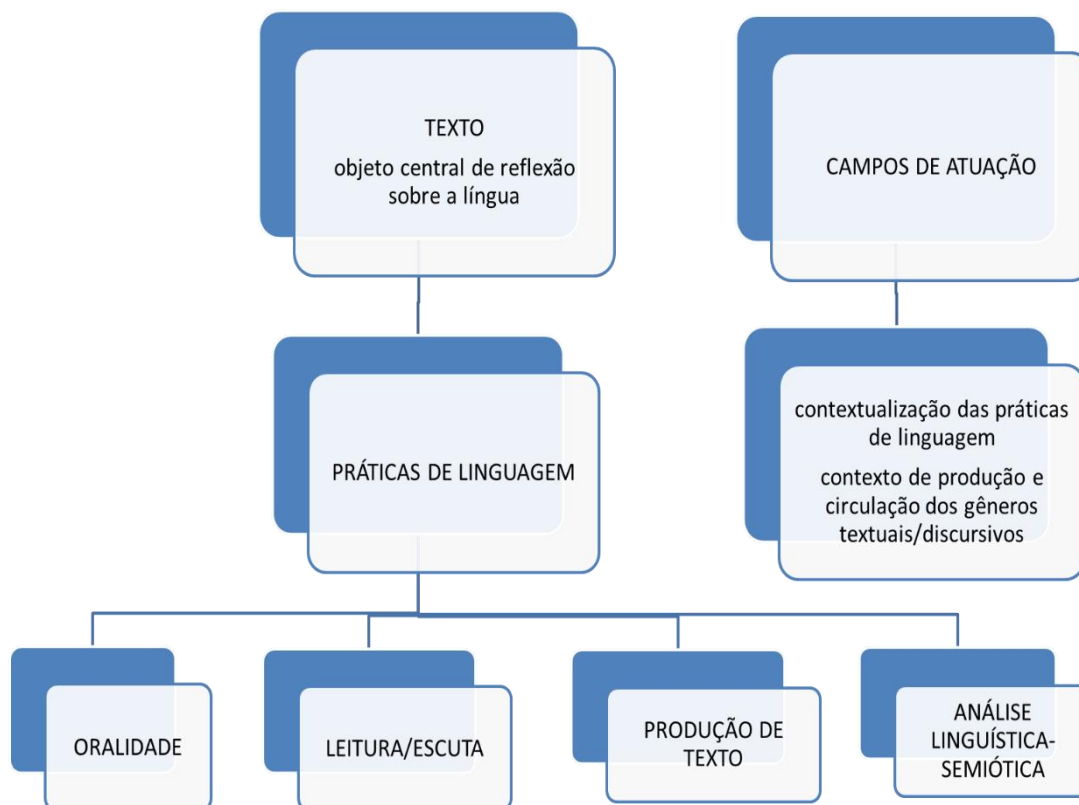 TEXTO
objeto central de reflexão
sobre a língua
CAMPOS DE ATUAÇÃO
PRÁTICAS DE LINGUAGEM
contextualização das práticas
de linguagem
contexto de produção e
circulação dos gêneros
textuais/discursivos
ORALIDADE
LEITURA/ESCUTA
PRODUÇÃO DE
TEXTO
ANÁLISE
LINGUÍSTICA-
SEMIÓTICA